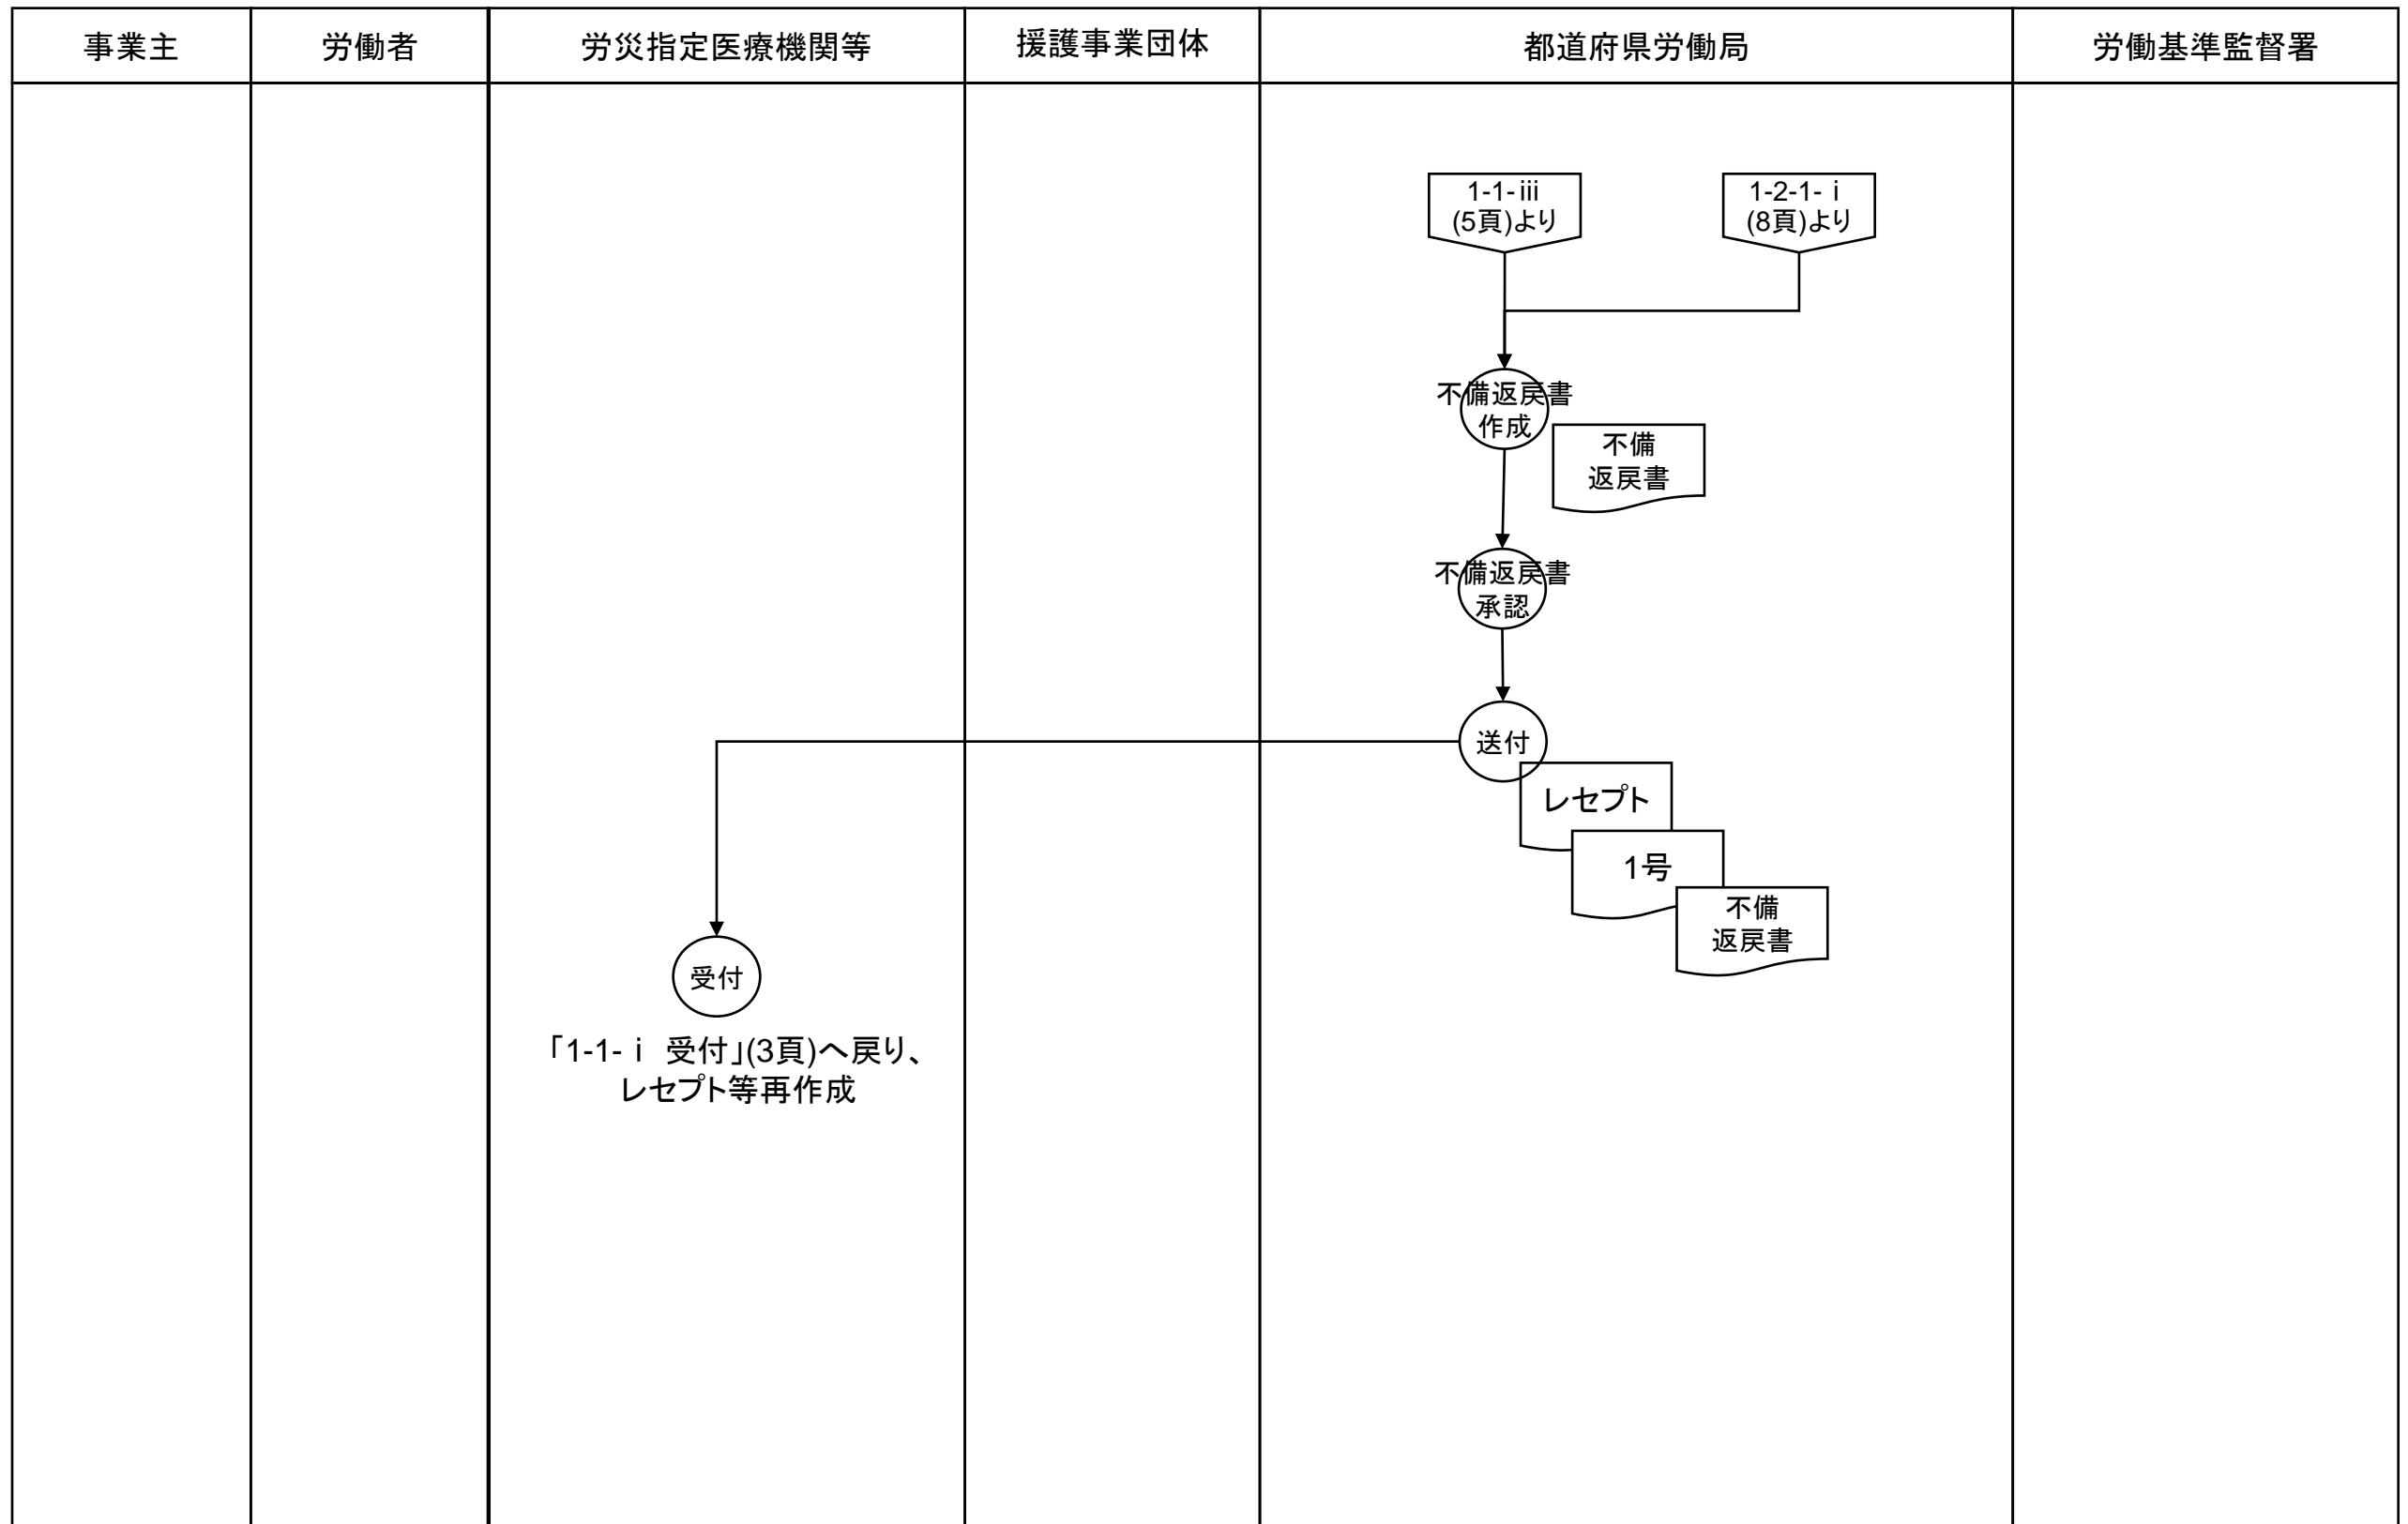 事業主
労働者
労災指定医療機関等
援護事業団体
都道府県労働局
労働基準監督署
1-1-ⅲ
(5頁)より
1-2-1-ⅰ
(8頁)より
不備返戻書
作成
不備
返戻書
不備返戻書
承認
送付
レセプト
1号
不備
返戻書
受付
「1-1-ⅰ 受付」(3頁)へ戻り、
レセプト等再作成